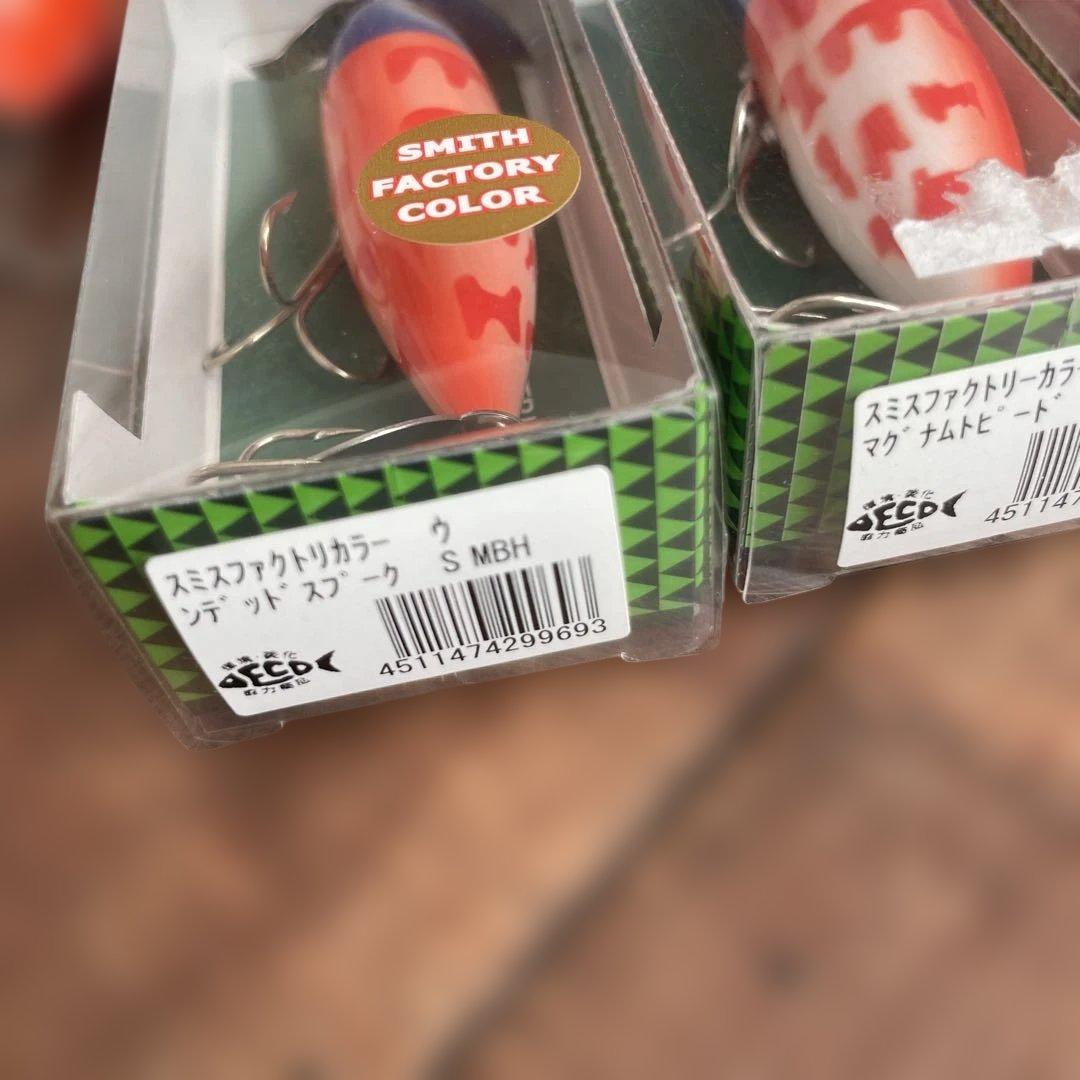 SMITH
FACTORY
COLOR
スミスファクトリカラー ウ
ンデッドスプーク S MBH
4511474299693
ECD
スミスファクトリーカラー
マグナムトピード